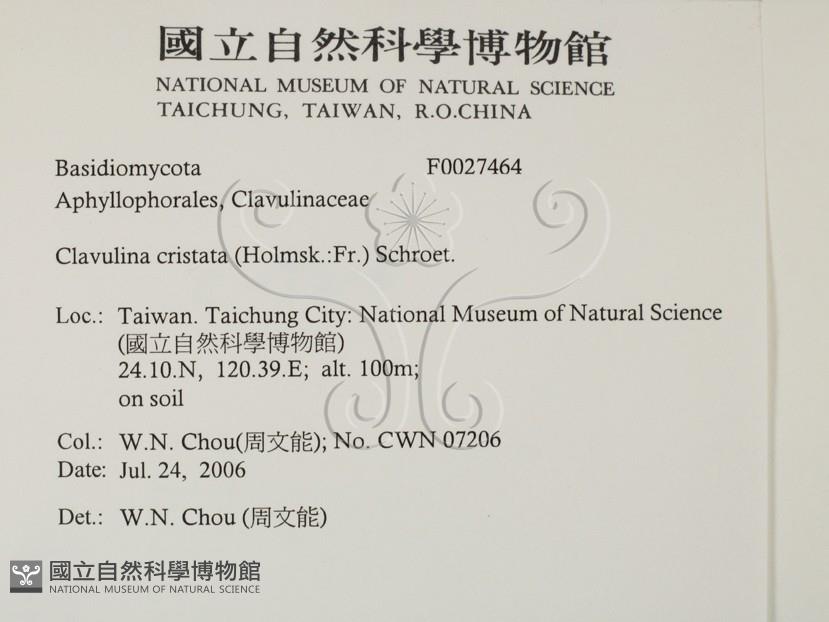 國立自然科學博物館
NATIONAL MUSEUM OF NATURAL SCIENCE
TAICHUNG, TAIWAN, R.O.CHINA
Basidiomycota F0027464
Aphyllophorales, Clavulinaceae
Clavulina cristata (Holmsk.:Fr.) Schroet.
Loc.: Taiwan. Taichung City: National Museum of Natural Science
(國立自然科學博物館)
24.10.N, 120.39.E; alt. 100m;
on soil
Col.: W.N. Chou(周文能); No. CWN 07206
Date: Jul. 24, 2006
Det.: W.N. Chou (周文能)
國立自然科學博物館
NATIONAL MUSEUM OF NATURAL SCIENCE